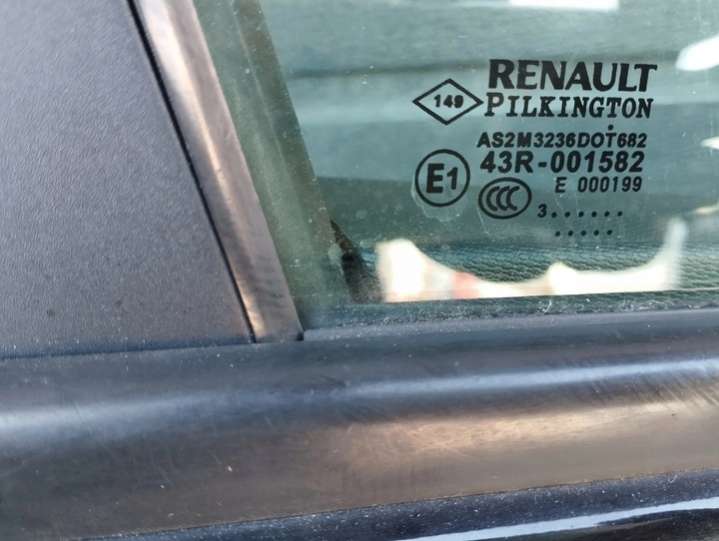 RENAULT
149 PILKINGTON
AS2M3236DOT682
E1 43R-001582
CCC E 000199
3......
.....